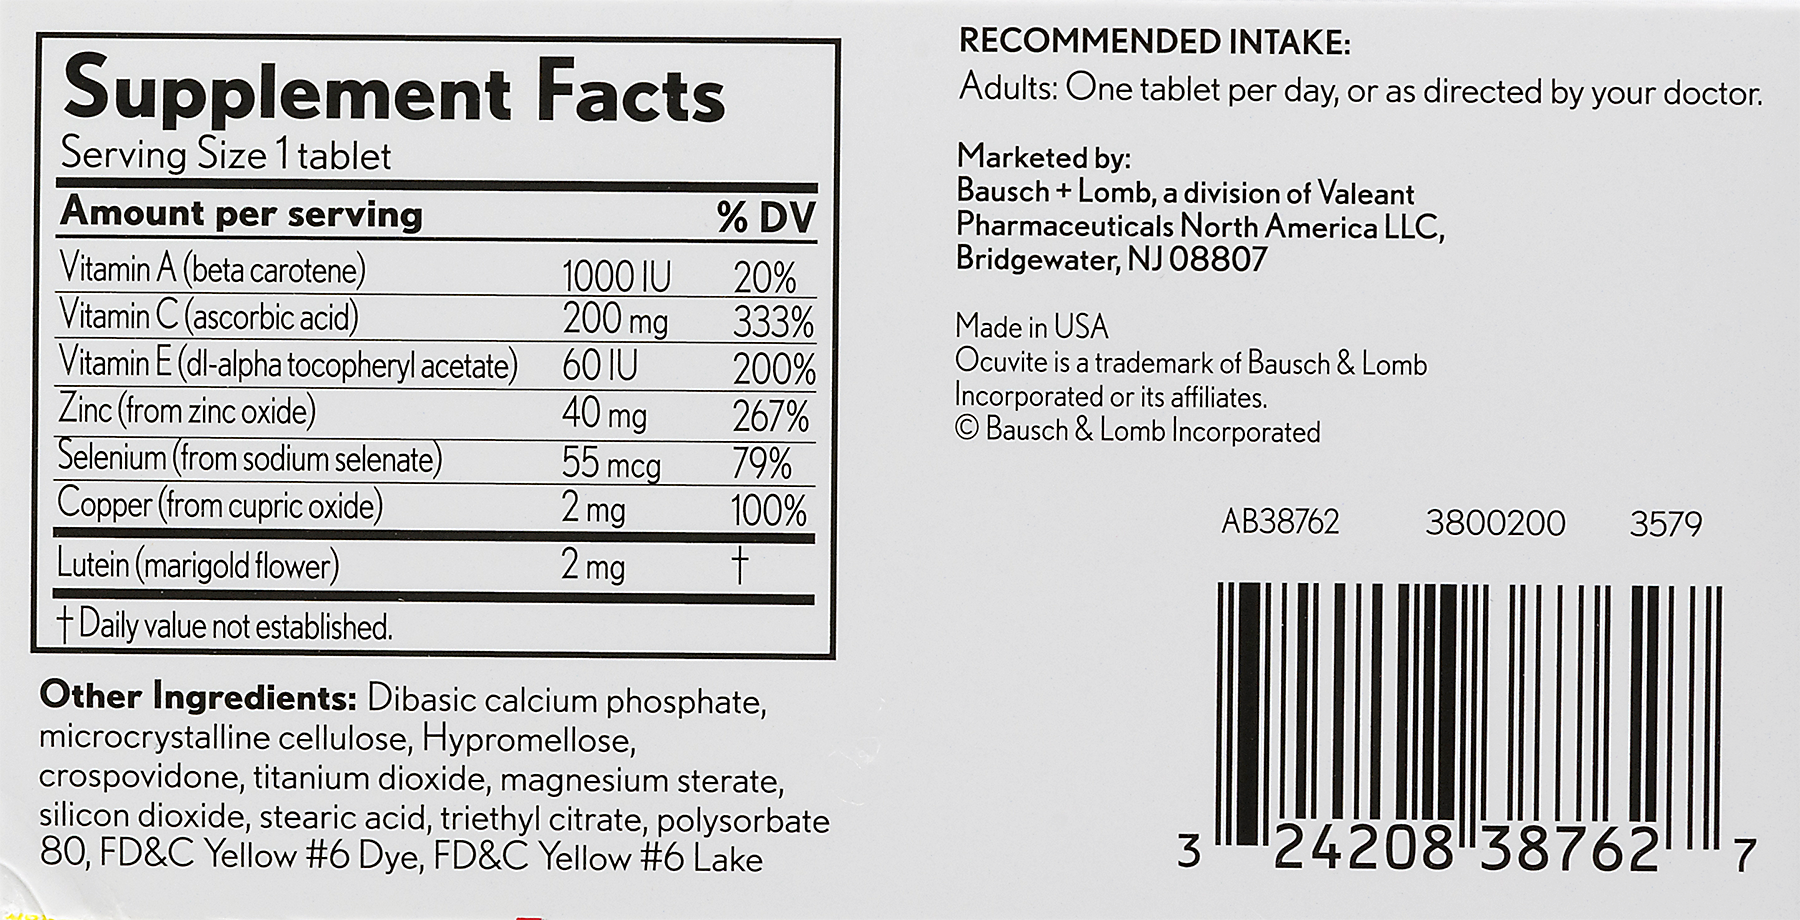 Supplement Facts
Serving Size 1 tablet
Amount per serving % DV
Vitamin A (beta carotene) 1000 IU 20%
Vitamin C (ascorbic acid) 200 mg 333%
Vitamin E (dl-alpha tocopheryl acetate) 60 IU 200%
Zinc (from zinc oxide) 40 mg 267%
Selenium (from sodium selenate) 55 mcg 79%
Copper (from cupric oxide) 2 mg 100%
Lutein (marigold flower) 2 mg †
† Daily value not established.
Other Ingredients: Dibasic calcium phosphate,
microcrystalline cellulose, Hypromellose,
crospovidone, titanium dioxide, magnesium sterate,
silicon dioxide, stearic acid, triethyl citrate, polysorbate
80, FD&C Yellow #6 Dye, FD&C Yellow #6 Lake
RECOMMENDED INTAKE:
Adults: One tablet per day, or as directed by your doctor.
Marketed by:
Bausch + Lomb, a division of Valeant
Pharmaceuticals North America LLC,
Bridgewater, NJ 08807
Made in USA
Ocuvite is a trademark of Bausch & Lomb
Incorporated or its affiliates.
© Bausch & Lomb Incorporated
AB38762 3800200 3579
3 24208 38762 7